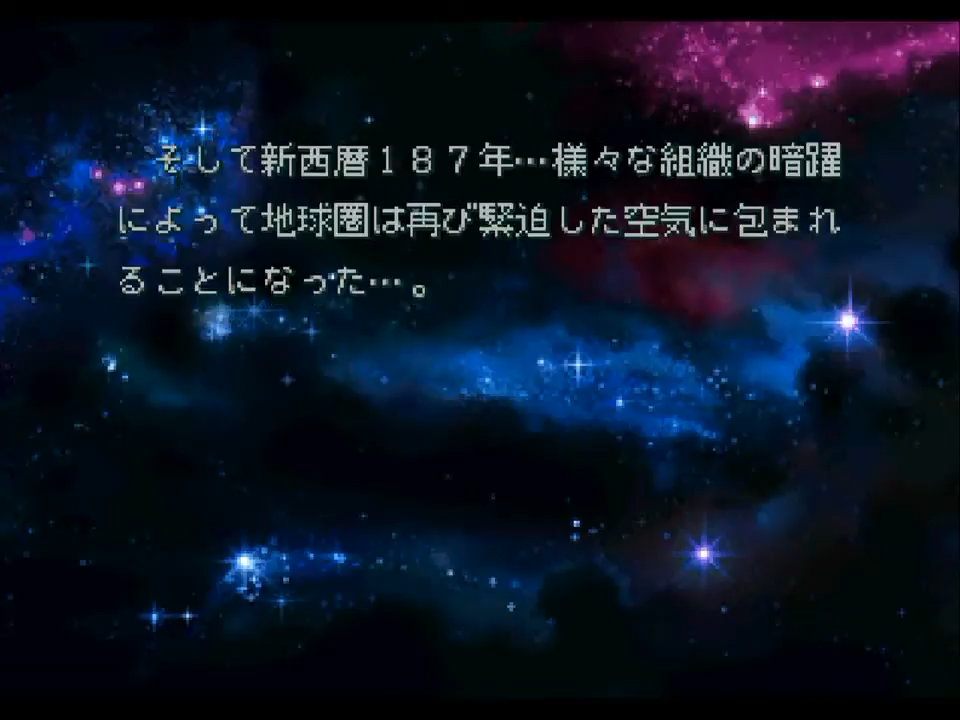 そして新西暦１８７年…様々な組織の暗躍
によって地球圏は再び緊迫した空気に包まれ
ることになった…。